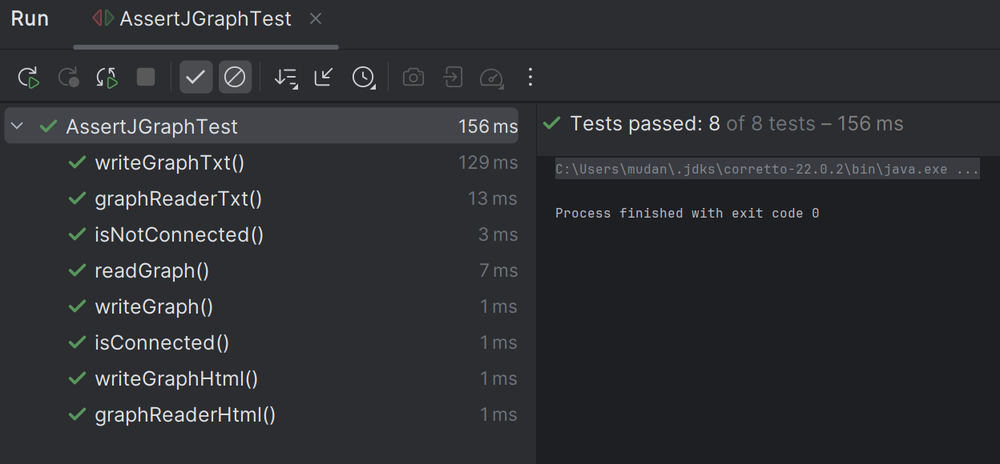 Run AssertJGraphTest
AssertJGraphTest 156 ms
writeGraphTxt() 129 ms
graphReaderTxt() 13 ms
isNotConnected() 3 ms
readGraph() 7 ms
writeGraph() 1 ms
isConnected() 1 ms
writeGraphHtml() 1 ms
graphReaderHtml() 1 ms
Tests passed: 8 of 8 tests – 156 ms
C:\Users\mudan\.jdks\corretto-22.0.2\bin\java.exe ...
Process finished with exit code 0